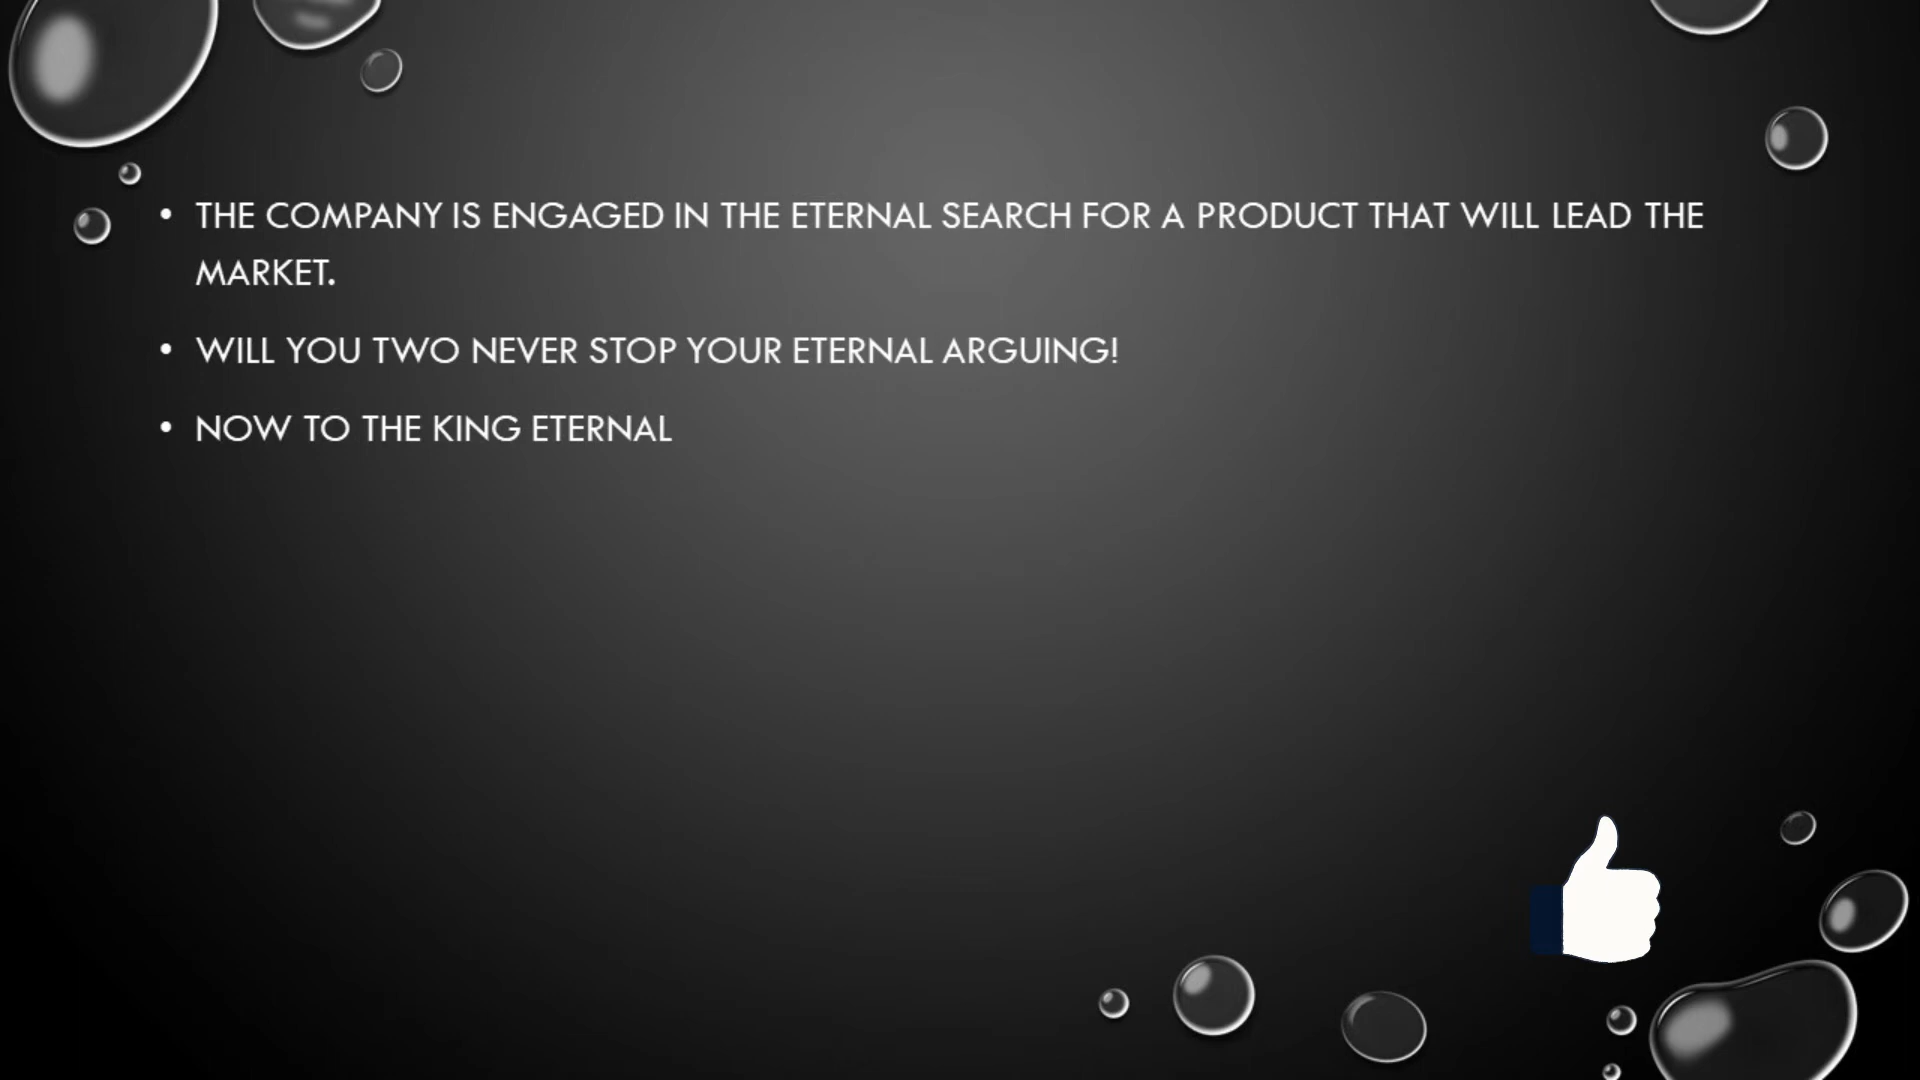 • THE COMPANY IS ENGAGED IN THE ETERNAL SEARCH FOR A PRODUCT THAT WILL LEAD THE
MARKET.
• WILL YOU TWO NEVER STOP YOUR ETERNAL ARGUING!
• NOW TO THE KING ETERNAL